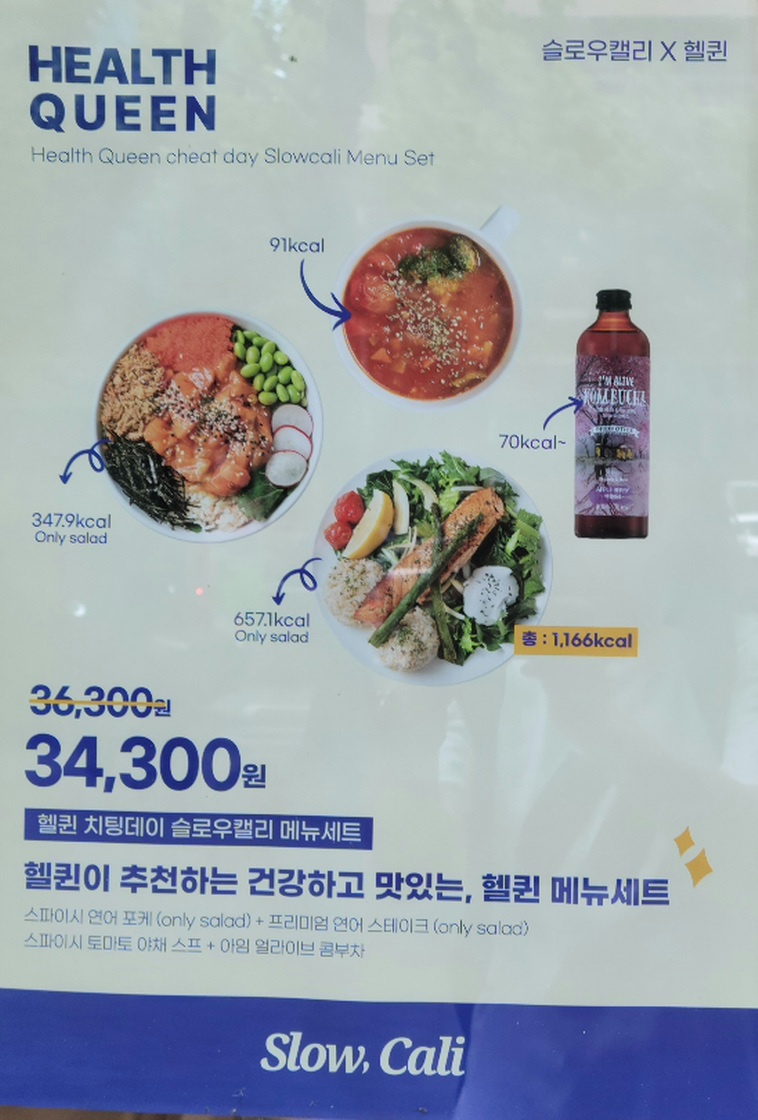 HEALTH
QUEEN
슬로우캘리 X 헬퀸
Health Queen cheat day Slowcali Menu Set
91kcal
I'M ALIVE
KOMBUCHA
70kcal~
347.9kcal
Only salad
657.1kcal
Only salad
총 : 1,166kcal
36,300원
34,300원
헬퀸 치팅데이 슬로우캘리 메뉴세트
헬퀸이 추천하는 건강하고 맛있는, 헬퀸 메뉴세트
스파이시 연어 포케 (only salad) + 프리미엄 연어 스테이크 (only salad)
스파이시 토마토 야채 스프 + 아임 얼라이브 콤부차
Slow, Cali